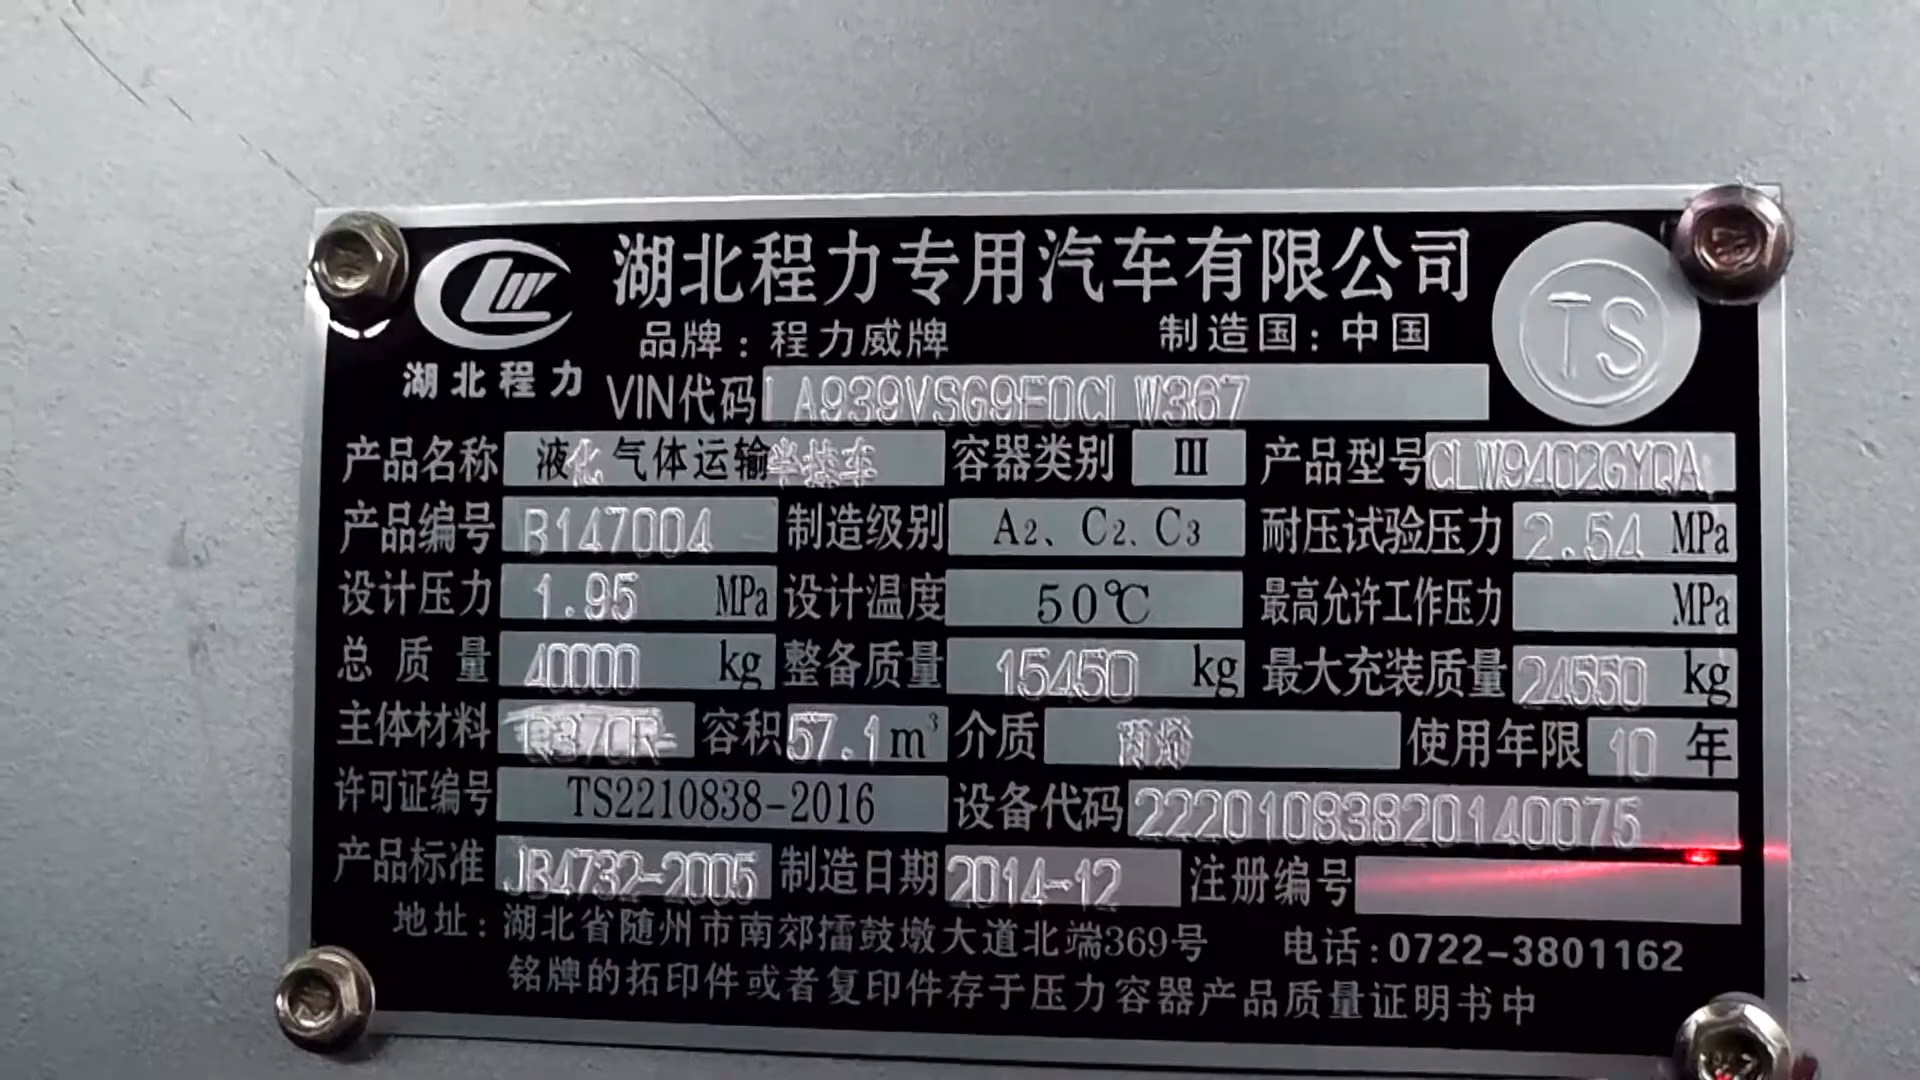 湖北程力专用汽车有限公司
TS
品牌：程力威牌 制造国：中国
湖北程力
VIN代码 LA939VSG9E0CLW367
产品名称 液化气体运输半挂车 容器类别 III 产品型号 CLW9402GYQA
产品编号 B147004 制造级别 A2、C2、C3 耐压试验压力 2.54 MPa
设计压力 1.95 MPa 设计温度 50℃ 最高允许工作压力 MPa
总质量 40000 kg 整备质量 15450 kg 最大充装质量 24550 kg
主体材料 Q370R 容积 57.1 m³ 介质 丙烯 使用年限 10 年
许可证编号 TS2210838-2016 设备代码 22201083820140075
产品标准 JB4732-2005 制造日期 2014-12 注册编号
地址：湖北省随州市南郊擂鼓墩大道北端369号 电话：0722-3801162
铭牌的拓印件或者复印件存于压力容器产品质量证明书中